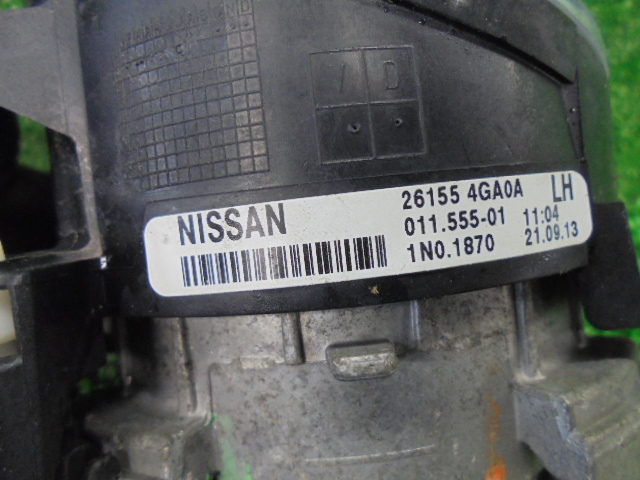 / D
NISSAN
26155 4GA0A LH
011.555-01 11:04
1N0.1870 21.09.13